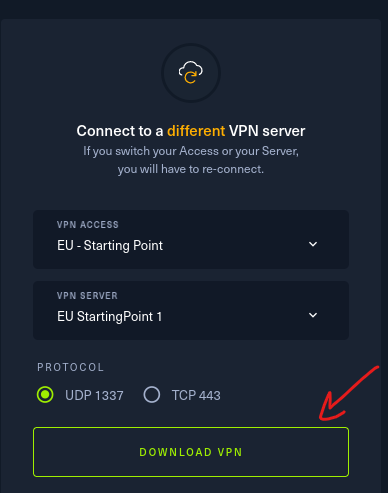 Connect to a different VPN server
If you switch your Access or your Server,
you will have to re-connect.
VPN ACCESS
EU - Starting Point
VPN SERVER
EU StartingPoint 1
PROTOCOL
UDP 1337 TCP 443
DOWNLOAD VPN